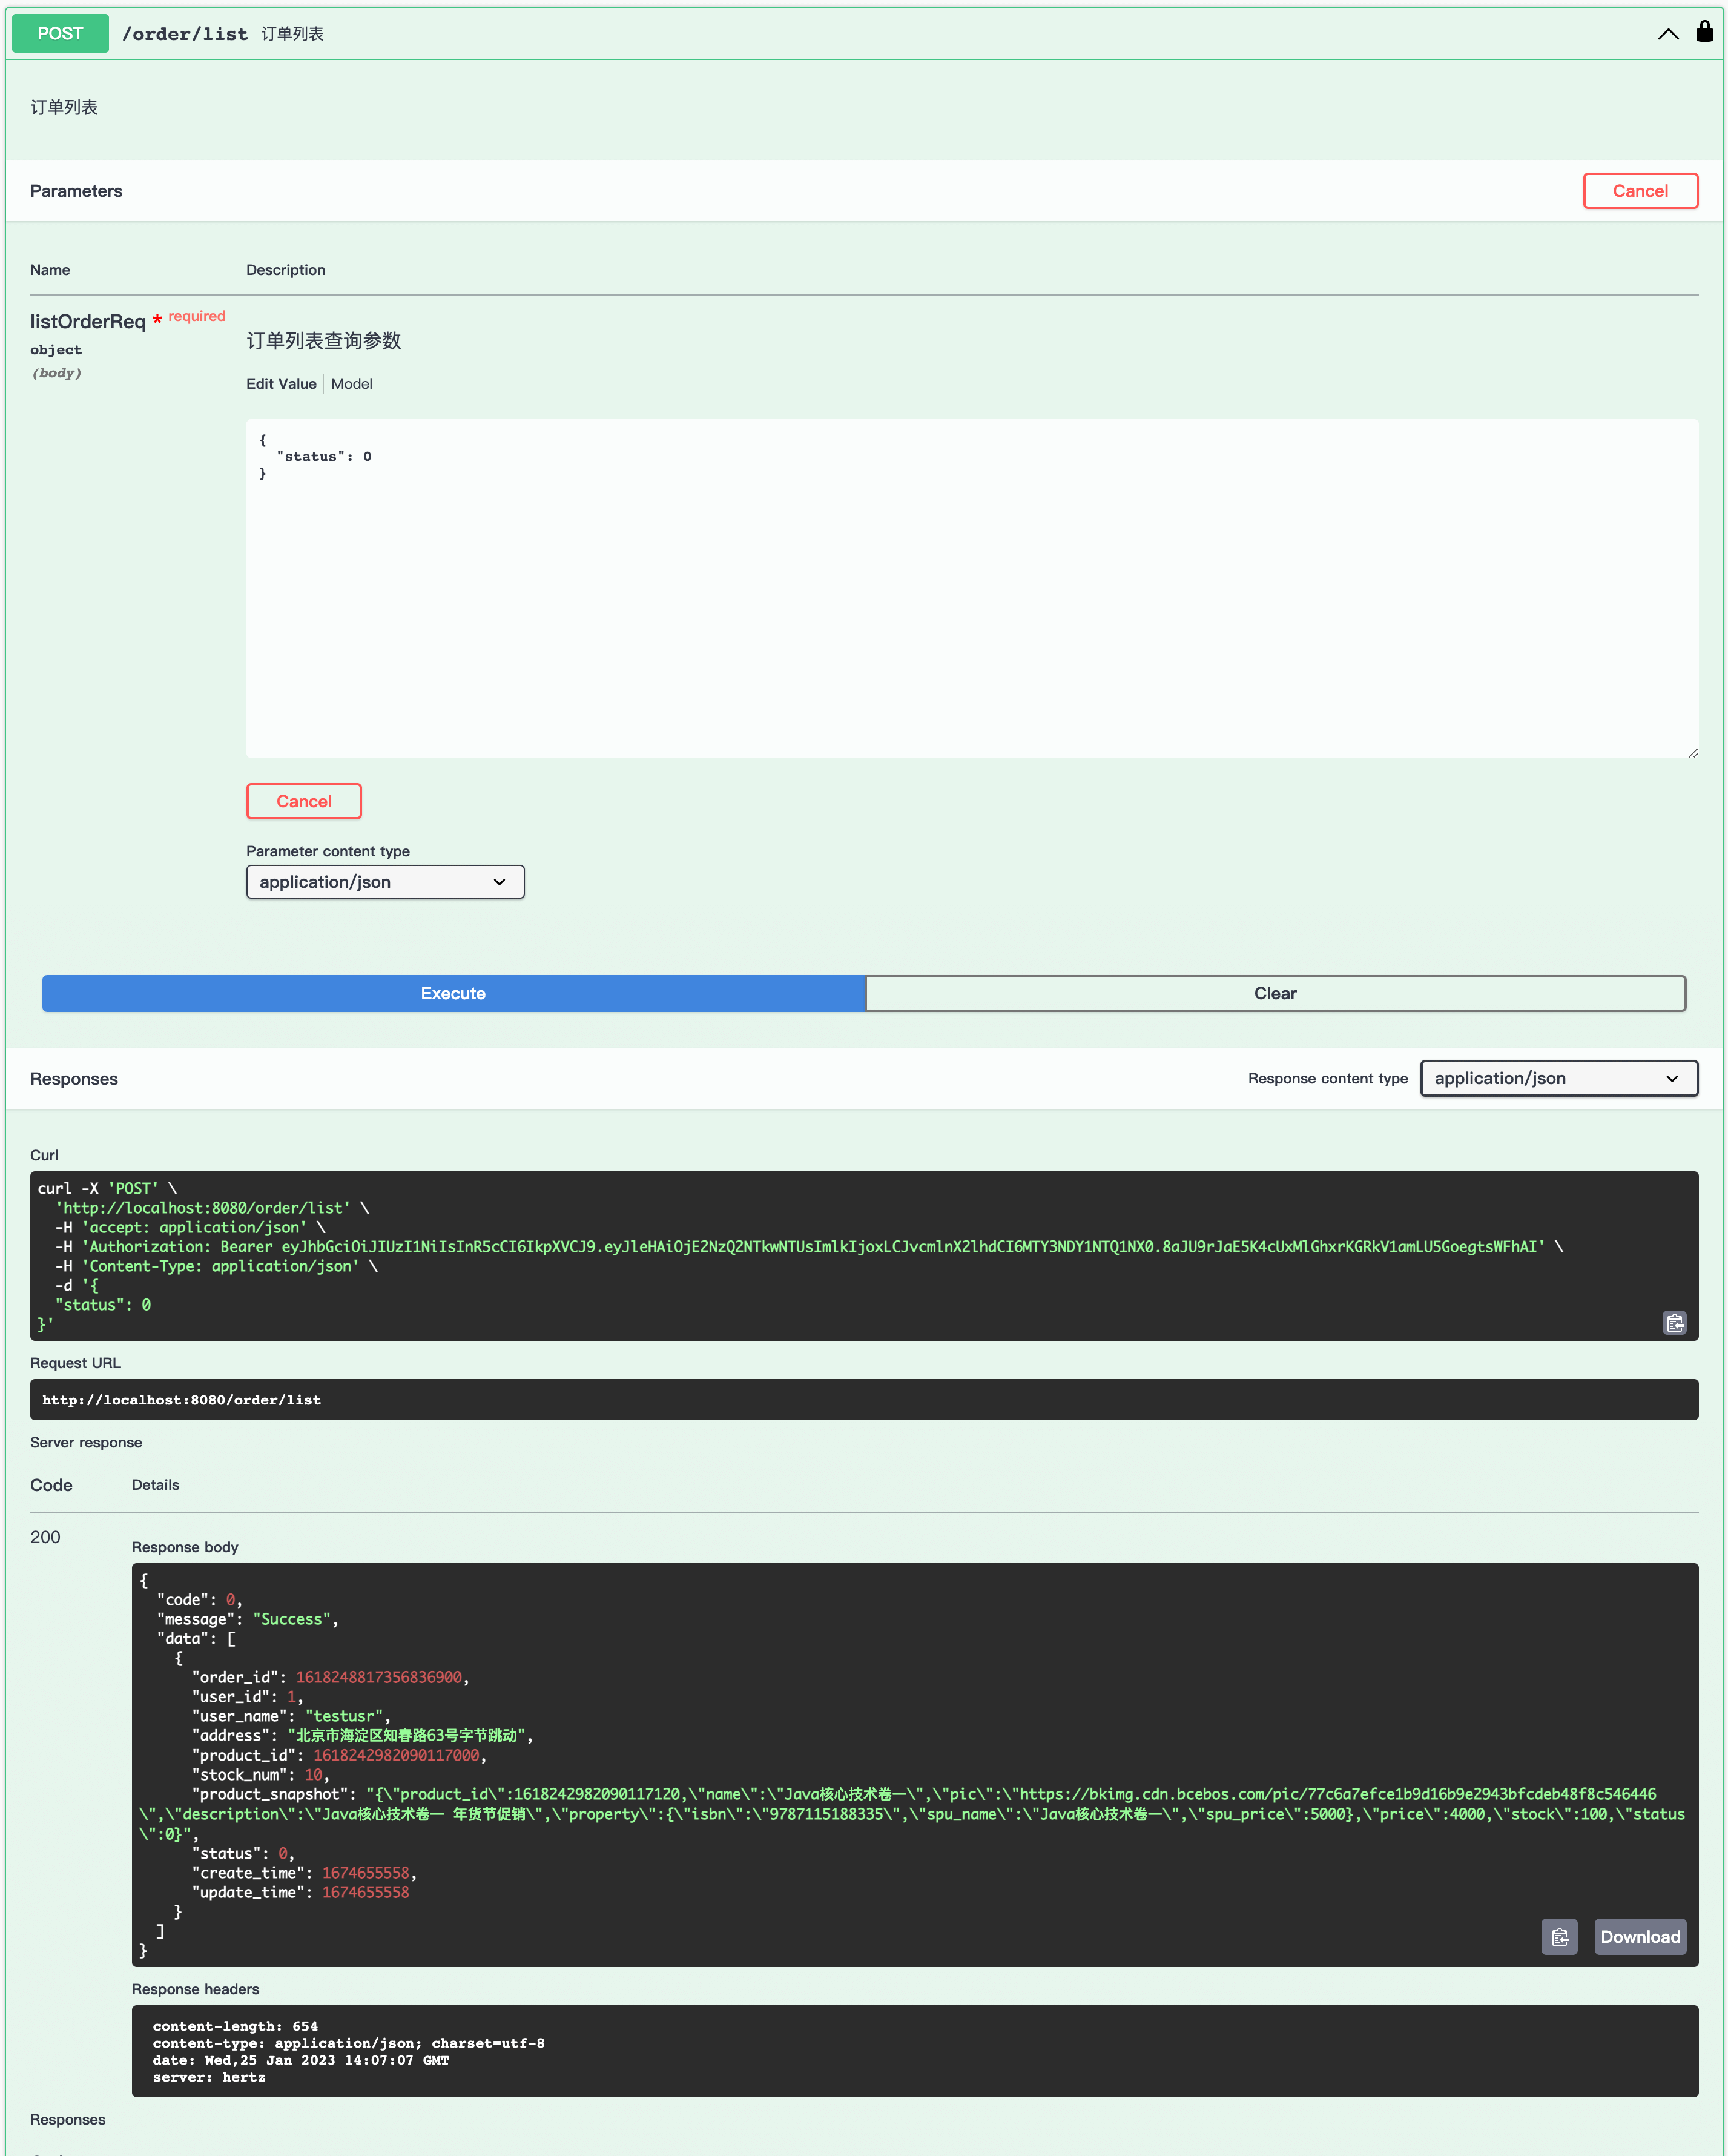 POST /order/list 订单列表
订单列表
Parameters
Cancel
Name Description
listOrderReq * required
object
(body)
订单列表查询参数
Edit Value Model
{
"status": 0
}
Cancel
Parameter content type
application/json
Execute Clear
Responses
Response content type application/json
Curl
curl -X 'POST' \
'http://localhost:8080/order/list' \
-H 'accept: application/json' \
-H 'Authorization: Bearer eyJhbGciOiJIUzI1NiIsInR5cCI6IkpXVCJ9.eyJleHAiOjE2NzQ2NTkwNTUsImlkIjoxLCJvcmlnX2lhdCI6MTY3NDY1NTQ1NX0.8aJU9rJaE5K4cUxMlGhxrKGRkV1amLU5GoegtsWFhAI' \
-H 'Content-Type: application/json' \
-d '{
"status": 0
}'
Request URL
http://localhost:8080/order/list
Server response
Code Details
200
Response body
{
"code": 0,
"message": "Success",
"data": [
{
"order_id": 1618248817356836900,
"user_id": 1,
"user_name": "testusr",
"address": "北京市海淀区知春路63号字节跳动",
"product_id": 1618242982090117000,
"stock_num": 10,
"product_snapshot": "{\"product_id\":1618242982090117120,\"name\":\"Java核心技术卷一\",\"pic\":\"https://bkimg.cdn.bcebos.com/pic/77c6a7efce1b9d16b9e2943bfcdeb48f8c546446
\",\"description\":\"Java核心技术卷一 年货节促销\",\"property\":{\"isbn\":\"9787115188335\",\"spu_name\":\"Java核心技术卷一\",\"spu_price\":5000},\"price\":4000,\"stock\":100,\"status
\":0}",
"status": 0,
"create_time": 1674655558,
"update_time": 1674655558
}
]
}
Download
Response headers
content-length: 654
content-type: application/json; charset=utf-8
date: Wed,25 Jan 2023 14:07:07 GMT
server: hertz
Responses